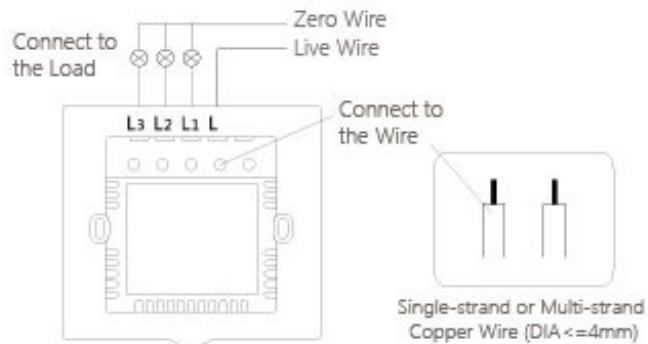 Zero Wire
Connect to
the Load
Live Wire
L3 L2 L1 L
Connect to
the Wire
Single-strand or Multi-strand
Copper Wire (DIA<=4mm)